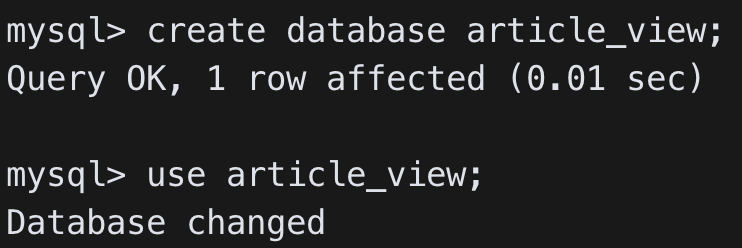 mysql> create database article_view;
Query OK, 1 row affected (0.01 sec)
mysql> use article_view;
Database changed